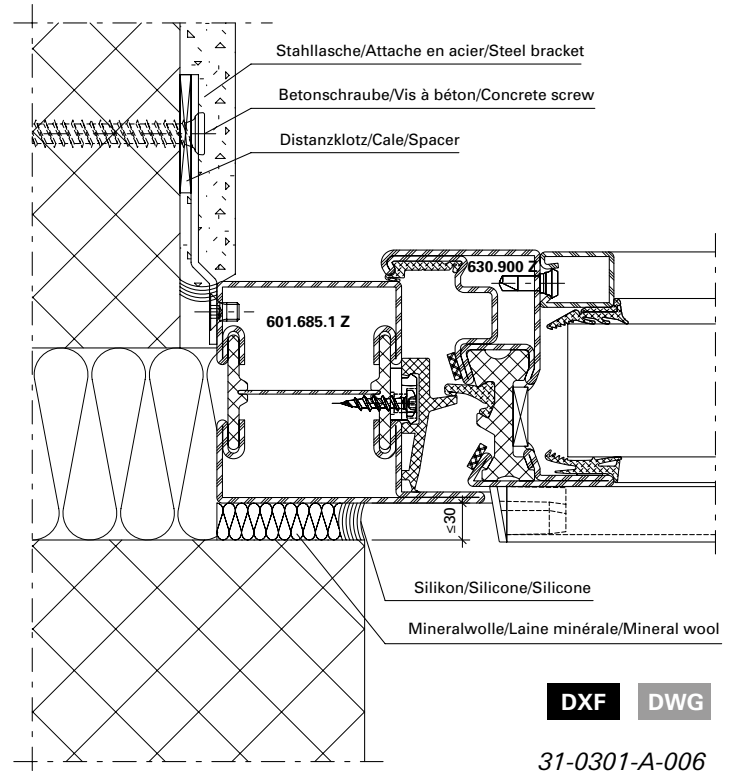 Stahllasche/Attache en acier/Steel bracket
Betonschraube/Vis à béton/Concrete screw
Distanzklotz/Cale/Spacer
630.900 Z
601.685.1 Z
≤30
Silikon/Silicone/Silicone
Mineralwolle/Laine minérale/Mineral wool
DXF DWG
31-0301-A-006